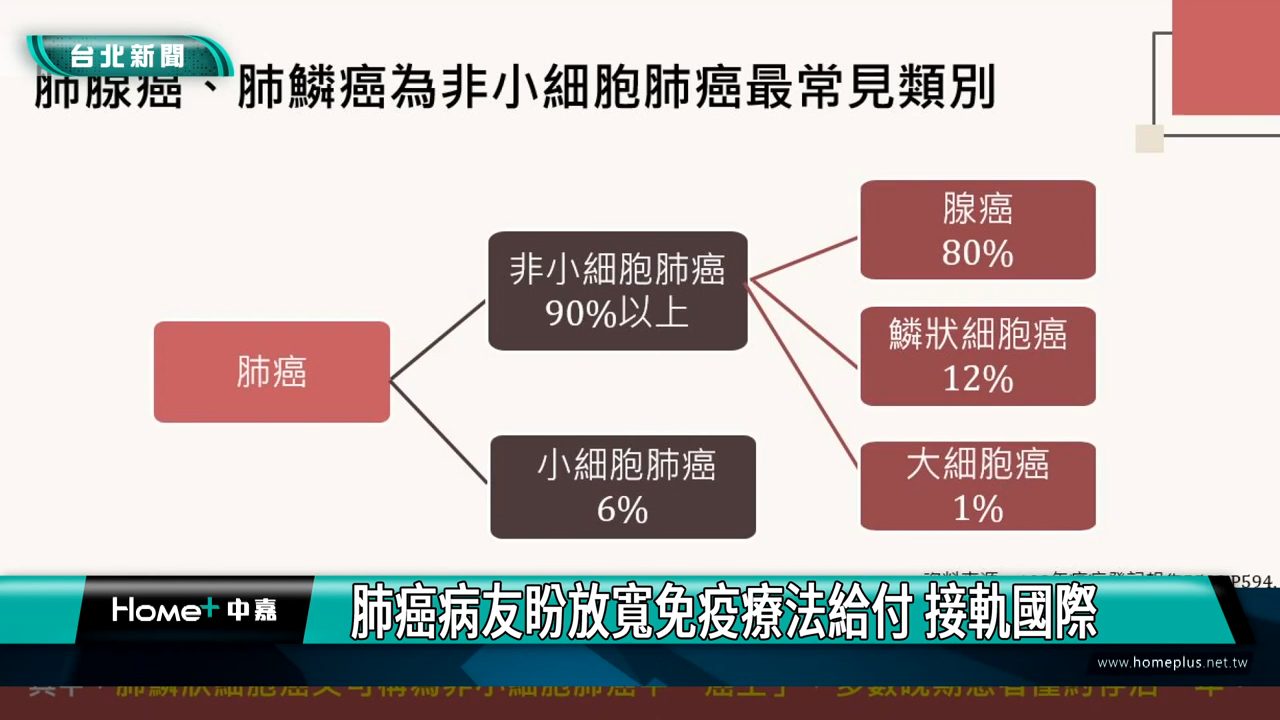 台北新聞
肺腺癌、肺鱗癌為非小細胞肺癌最常見類別
腺癌
80%
非小細胞肺癌
90%以上
鱗狀細胞癌
12%
肺癌
小細胞肺癌
6%
大細胞癌
1%
P594.
肺癌病友盼放寬免疫療法給付 接軌國際
Home+中嘉
www.homeplus.net.tw